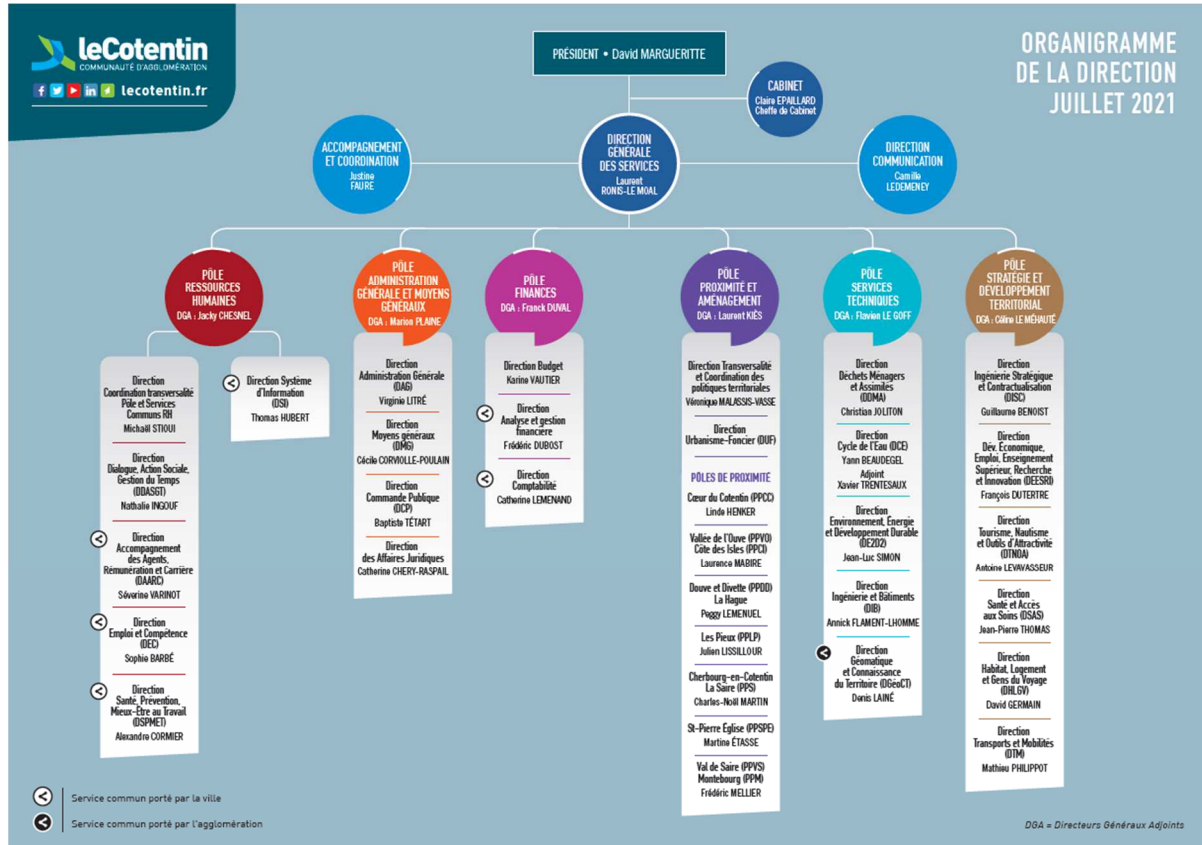 leCotentin
COMMUNAUTÉ D'AGGLOMÉRATION
lecotentin.fr
PRÉSIDENT • David MARGUERITTE
ORGANIGRAMME
DE LA DIRECTION
JUILLET 2021
CABINET
Claire EPAILLARD
Cheffe de Cabinet
ACCOMPAGNEMENT
ET COORDINATION
Justine
FAURE
DIRECTION
GÉNÉRALE
DES SERVICES
Laurent
RONIS-LE MOAL
DIRECTION
COMMUNICATION
Camille
LEDEMENEY
PÔLE
RESSOURCES
HUMAINES
DGA : Jacky CHESNEL
Direction
Coordination transversalité
Pôle et Services
Communs RH
Michaël STIOUI
Direction
Dialogue, Action Sociale,
Gestion du Temps
(DDASGT)
Nathalie INGOUF
Direction
Accompagnement
des Agents,
Rémunération et Carrière
(DAARC)
Séverine VARINOT
Direction
Emploi et Compétence
(DEC)
Sophie BARBÉ
Direction
Santé, Prévention,
Mieux-Être au Travail
(DSPMET)
Alexandre CORMIER
Direction Système
d'Information
(DSI)
Thomas HUBERT
PÔLE
ADMINISTRATION
GÉNÉRALE ET MOYENS
GÉNÉRAUX
DGA : Marion PLAINE
Direction
Administration Générale
(DAG)
Virginie LITRÉ
Direction
Moyens généraux
(DMG)
Cécile CORVIOLLE-POULAIN
Direction
Commande Publique
(DCP)
Baptiste TÉTART
Direction
des Affaires Juridiques
Catherine CHERY-RASPAIL
PÔLE
FINANCES
DGA : Franck DUVAL
Direction Budget
Karine VAUTIER
Direction
Analyse et gestion
financière
Frédéric DUBOST
Direction
Comptabilité
Catherine LEMENAND
PÔLE
PROXIMITÉ ET
AMÉNAGEMENT
DGA : Laurent KIÈS
Direction Transversalité
et Coordination des
politiques territoriales
Véronique MALASSIS-VASSE
Direction
Urbanisme-Foncier (DUF)
PÔLES DE PROXIMITÉ
Cœur du Cotentin (PPCC)
Linda HENKER
Vallée de l'Ouve (PPVO)
Côte des Isles (PPCI)
Laurence MABIRE
Douve et Divette (PPDD)
La Hague
Peggy LEMENUEL
Les Pieux (PPLP)
Julien LISSILLOUR
Cherbourg-en-Cotentin
La Saire (PPS)
Charles-Noël MARTIN
St-Pierre Église (PPSPE)
Martine ÉTASSE
Val de Saire (PPVS)
Montebourg (PPM)
Frédéric MELLIER
PÔLE
SERVICES
TECHNIQUES
DGA : Flavien LE GOFF
Direction
Déchets Ménagers
et Assimilés
(DDMA)
Christian JOLITON
Direction
Cycle de l'Eau (DCE)
Yann BEAUDEGEL
Adjoint
Xavier TRENTESAUX
Direction
Environnement, Energie
et Développement Durable
(DE2D2)
Jean-Luc SIMON
Direction
Ingénierie et Bâtiments
(DIB)
Annick FLAMENT-LHOMME
Direction
Géomatique
et Connaissance
du Territoire (DGéoCT)
Denis LAINÉ
PÔLE
STRATÉGIE ET
DÉVELOPPEMENT
TERRITORIAL
DGA : Céline LE MÉHAUTÉ
Direction
Ingénierie Stratégique
et Contractualisation
(DISC)
Guillaume BENOIST
Direction
Dév. Économique,
Emploi, Enseignement
Supérieur, Recherche
et Innovation (DEESRI)
François DUTERTRE
Direction
Tourisme, Nautisme
et Outils d'Attractivité
(DTNOA)
Antoine LEVAVASSEUR
Direction
Santé et Accès
aux Soins (DSAS)
Jean-Pierre THOMAS
Direction
Habitat, Logement
et Gens du Voyage
(DHLGV)
David GERMAIN
Direction
Transports et Mobilités
(DTM)
Mathieu PHILIPPOT
Service commun porté par la ville
Service commun porté par l'agglomération
DGA = Directeurs Généraux Adjoints